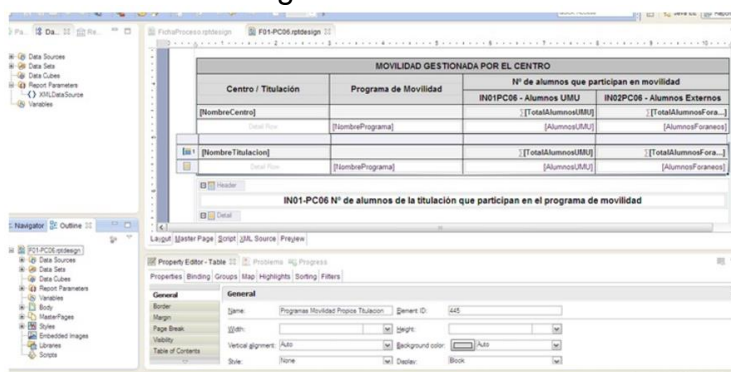 Pa... Da... Re...
FichaProceso.rptdesign F01-PC06.rptdesign
Data Sources
Data Sets
Data Cubes
Report Parameters
XMLDataSource
Variables
MOVILIDAD GESTIONADA POR EL CENTRO
Centro / Titulación Programa de Movilidad Nº de alumnos que participan en movilidad
IN01PC06 - Alumnos UMU IN02PC06 - Alumnos Externos
[NombreCentro] ∑[TotalAlumnosUMU] ∑[TotalAlumnosFora...]
Detail Row [NombrePrograma] [AlumnosUMU] [AlumnosForaneos]
[NombreTitulacion] ∑[TotalAlumnosUMU] ∑[TotalAlumnosFora...]
Detail Row [NombrePrograma] [AlumnosUMU] [AlumnosForaneos]
Header
IN01-PC06 Nº de alumnos de la titulación que participan en el programa de movilidad
Detail
Layout Master Page Script XML Source Preview
Navigator Outline
F01-PC06.rptdesign
Data Sources
Data Sets
Data Cubes
Report Parameters
Variables
Body
MasterPages
Styles
Embedded Images
Libraries
Scripts
Property Editor - Table Problems Progress
Properties Binding Groups Map Highlights Sorting Filters
General
Border
Margin
Page Break
Visibility
Table of Contents
General
Name: Programas Movilidad Propios Titulacion Element ID: 445
Width: Height:
Vertical alignment: Auto Background color: Auto
Style: None Display: Block